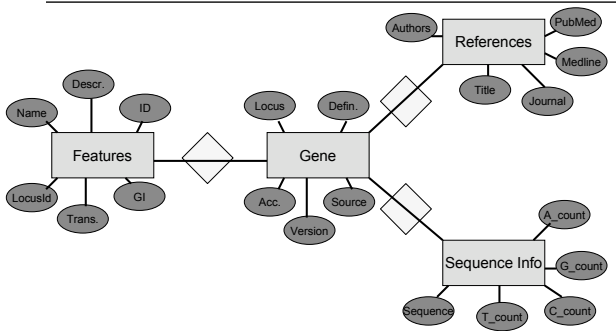 Authors
PubMed
References
Medline
Title
Journal
Descr.
Name
ID
Features
LocusId
Trans.
GI
Locus
Defin.
Gene
Acc.
Version
Source
A_count
Sequence Info
G_count
Sequence
T_count
C_count